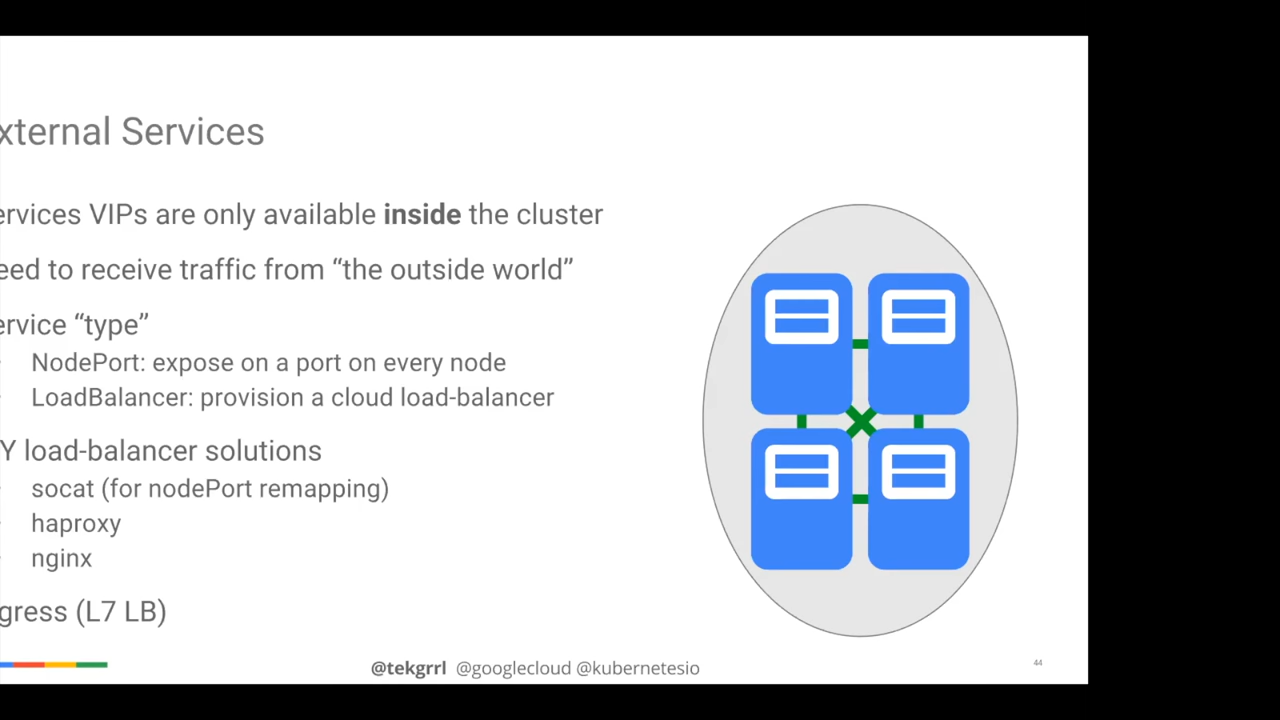 xternal Services
ervices VIPs are only available inside the cluster
eed to receive traffic from “the outside world”
ervice “type”
NodePort: expose on a port on every node
LoadBalancer: provision a cloud load-balancer
Y load-balancer solutions
socat (for nodePort remapping)
haproxy
nginx
gress (L7 LB)
@tekgrrl @googlecloud @kubernetesio
44